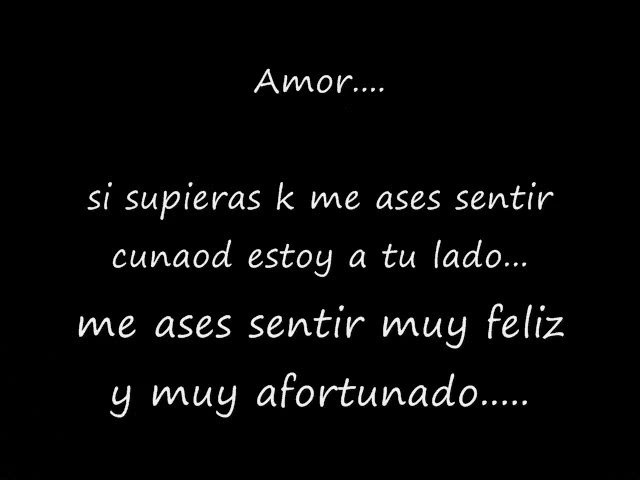 Amor....
si supieras k me ases sentir
cunaod estoy a tu lado...
me ases sentir muy feliz
y muy afortunado.....